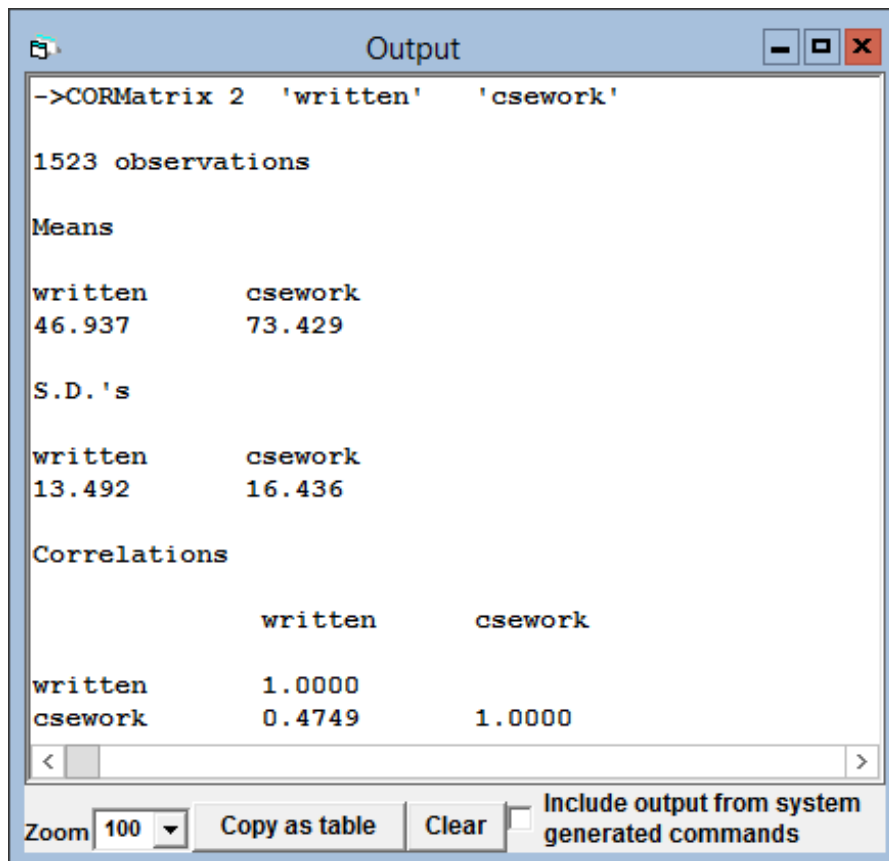 Output
->CORMatrix 2 'written' 'csework'
1523 observations
Means
written csework
46.937 73.429
S.D.'s
written csework
13.492 16.436
Correlations
written csework
written 1.0000
csework 0.4749 1.0000
Zoom 100 Copy as table Clear Include output from system
generated commands